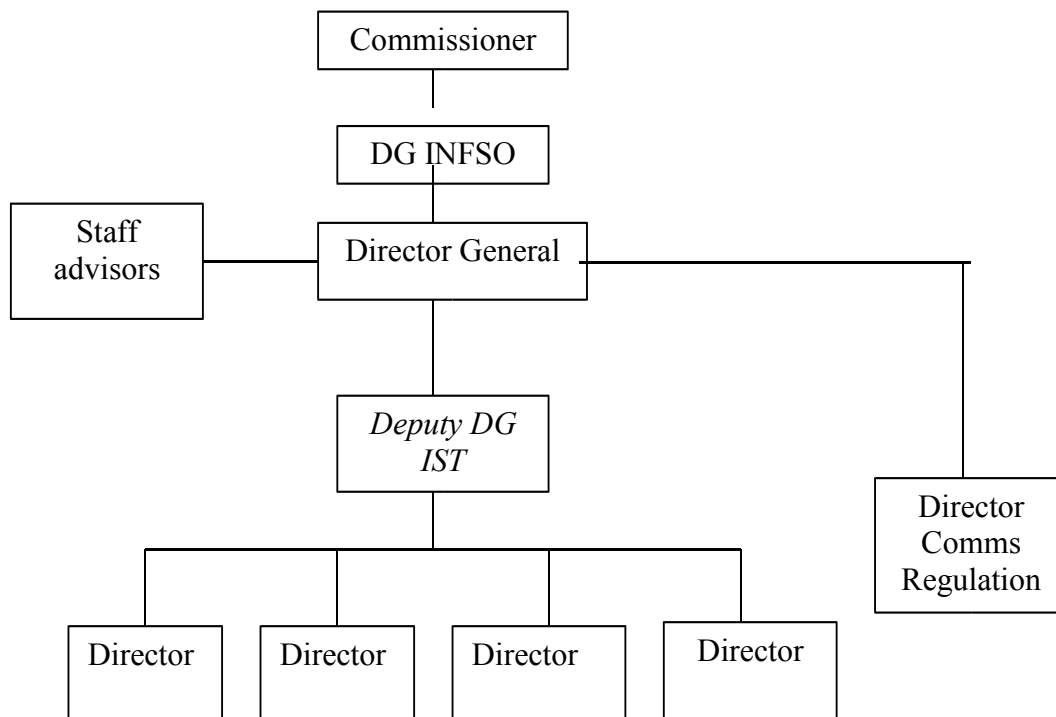 Commissioner
DG INFSO
Staff
advisors
Director General
Deputy DG
IST
Director
Comms
Regulation
Director
Director
Director
Director